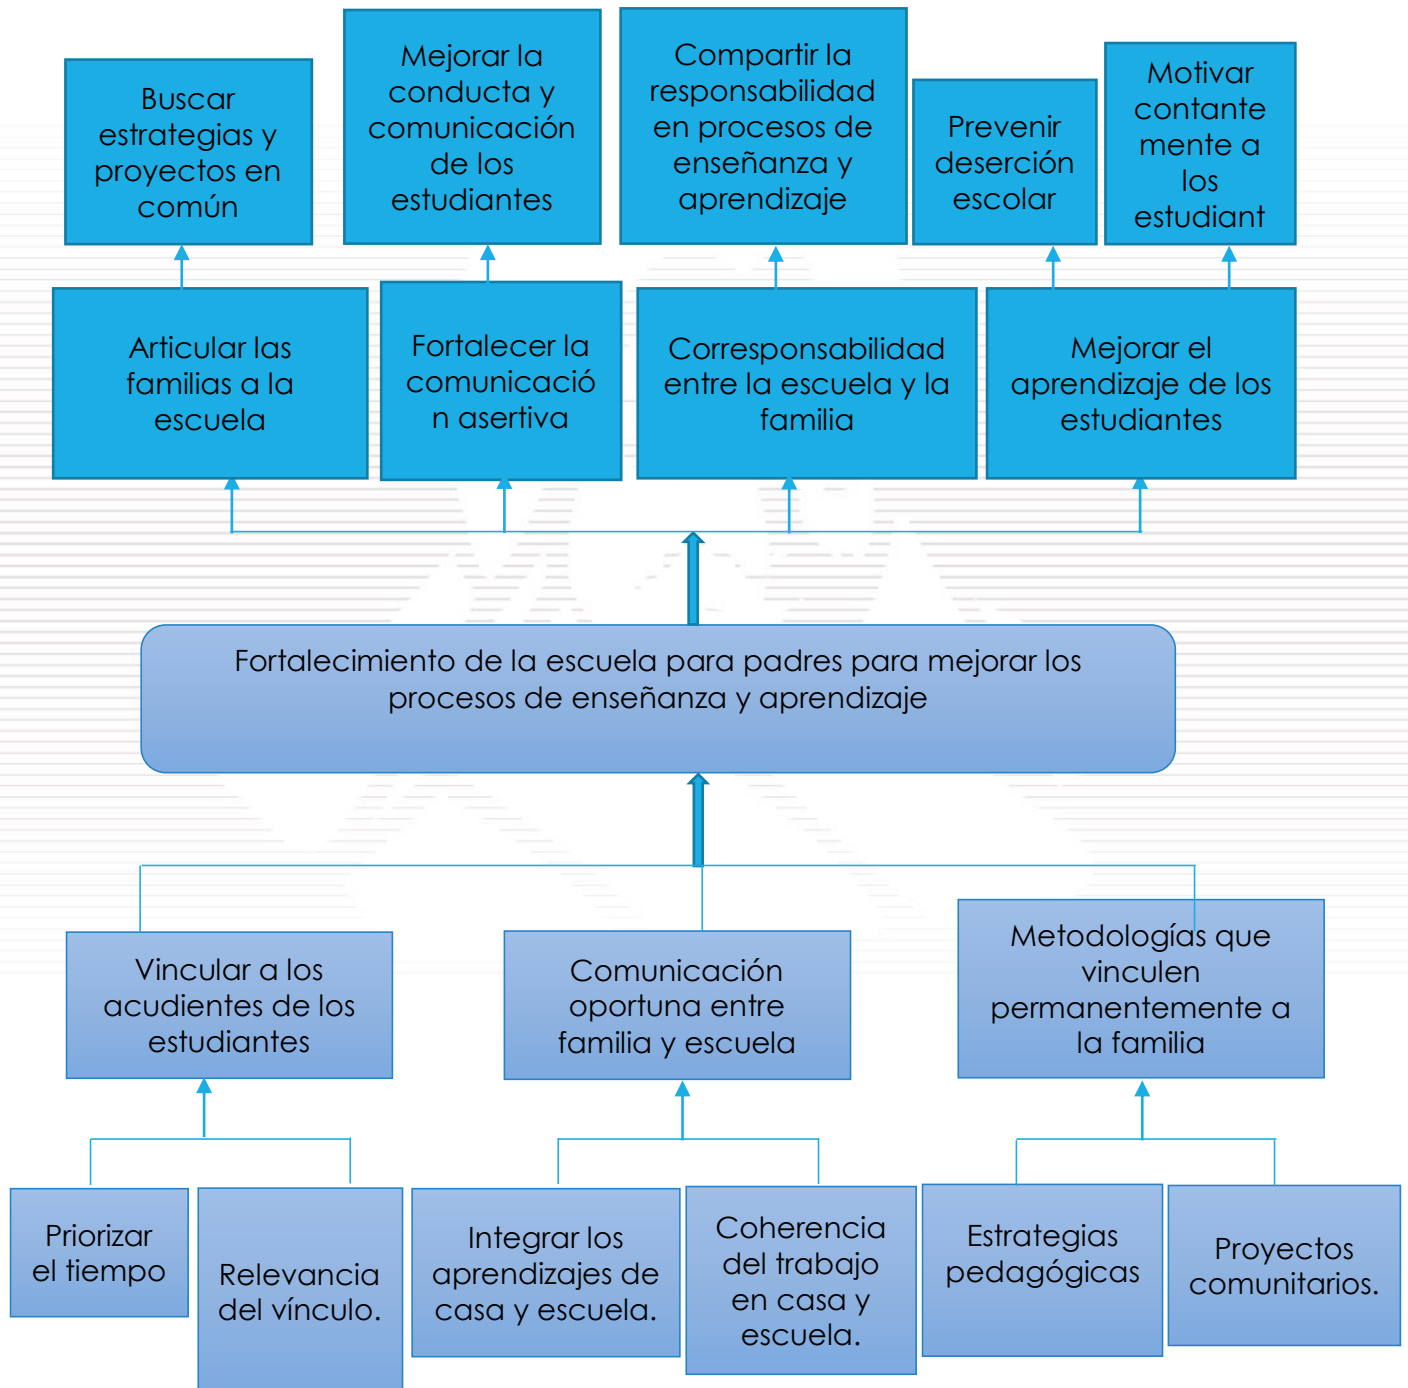 Buscar
estrategias y
proyectos en
común
Mejorar la
conducta y
comunicación
de los
estudiantes
Compartir la
responsabilidad
en procesos de
enseñanza y
aprendizaje
Prevenir
deserción
escolar
Motivar
contante
mente a
los
estudiant
Articular las
familias a la
escuela
Fortalecer la
comunicació
n asertiva
Corresponsabilidad
entre la escuela y la
familia
Mejorar el
aprendizaje de los
estudiantes
Fortalecimiento de la escuela para padres para mejorar los
procesos de enseñanza y aprendizaje
Vincular a los
acudientes de los
estudiantes
Comunicación
oportuna entre
familia y escuela
Metodologías que
vinculen
permanentemente a
la familia
Priorizar
el tiempo
Relevancia
del vínculo.
Integrar los
aprendizajes de
casa y escuela.
Coherencia
del trabajo
en casa y
escuela.
Estrategias
pedagógicas
Proyectos
comunitarios.